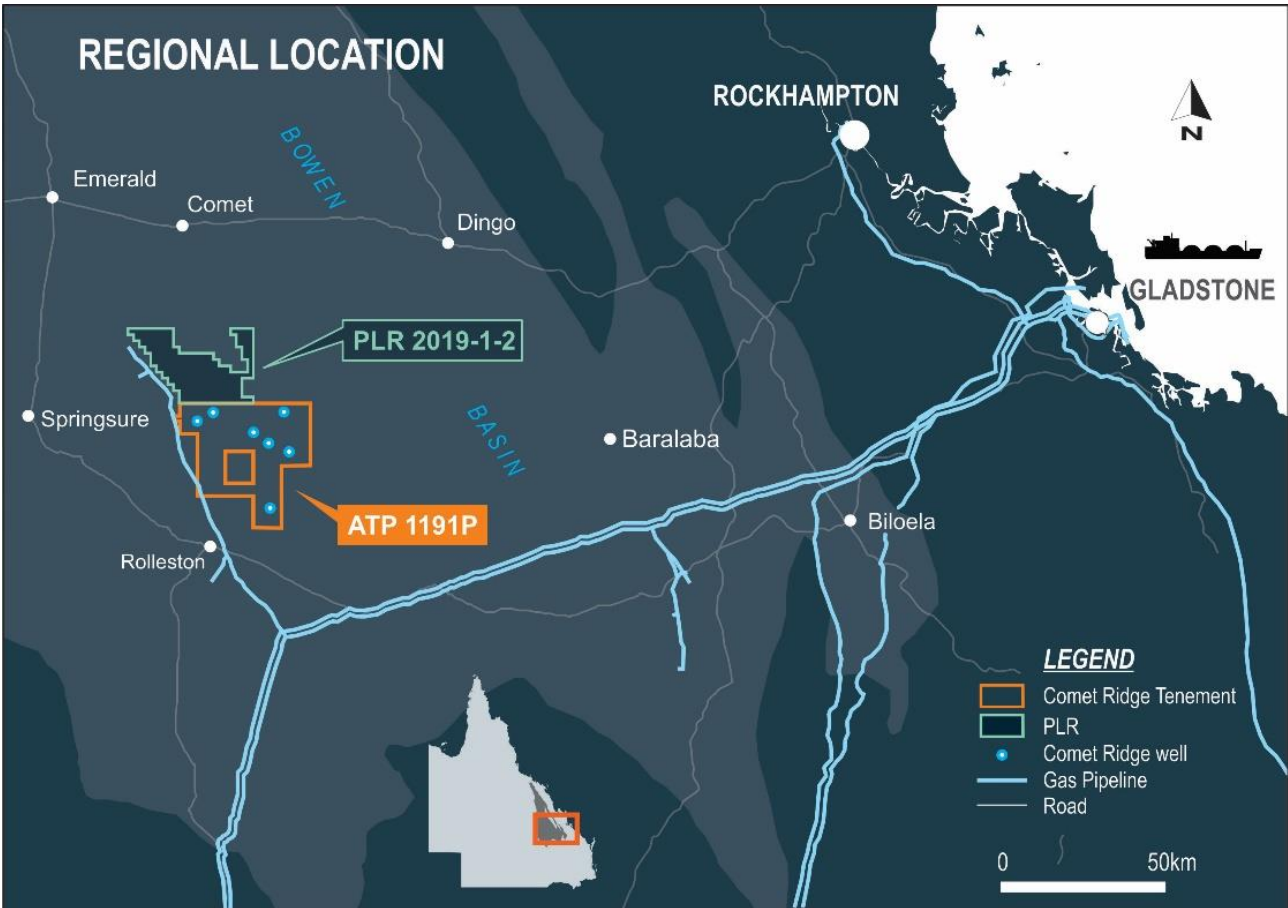 REGIONAL LOCATION
ROCKHAMPTON
N
BOWEN
Emerald
Comet
Dingo
GLADSTONE
PLR 2019-1-2
Springsure
BASIN
Baralaba
ATP 1191P
Biloela
Rolleston
LEGEND
Comet Ridge Tenement
PLR
Comet Ridge well
Gas Pipeline
Road
0 50km